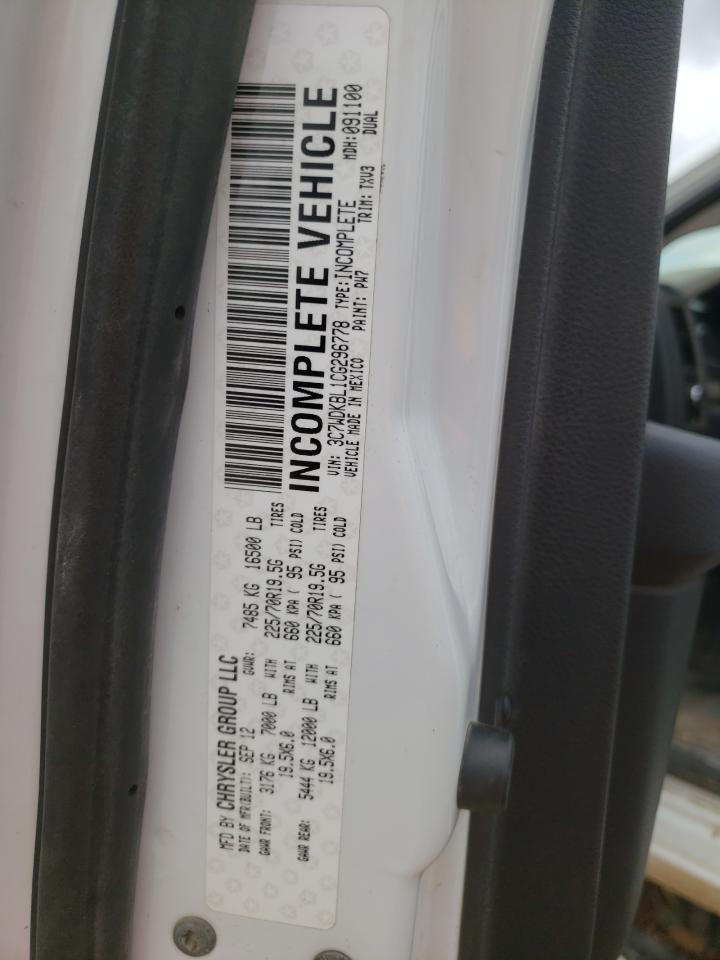 MFD BY CHRYSLER GROUP LLC
DATE OF MFR(BUILT): SEP 12 GVWR: 7485 KG 16500 LB
GAWR FRONT: 3176 KG 7000 LB WITH 225/70R19.5G TIRES
19.5X6.0 RIMS AT 660 KPA ( 95 PSI) COLD
GAWR REAR: 5444 KG 12000 LB WITH 225/70R19.5G TIRES
19.5X6.0 RIMS AT 660 KPA ( 95 PSI) COLD
INCOMPLETE VEHICLE
VIN: 3C7WDKBL1CG296778 TYPE:INCOMPLETE MDH:091100
VEHICLE MADE IN MEXICO PAINT: PW7 TRIM: TXV3 DUAL